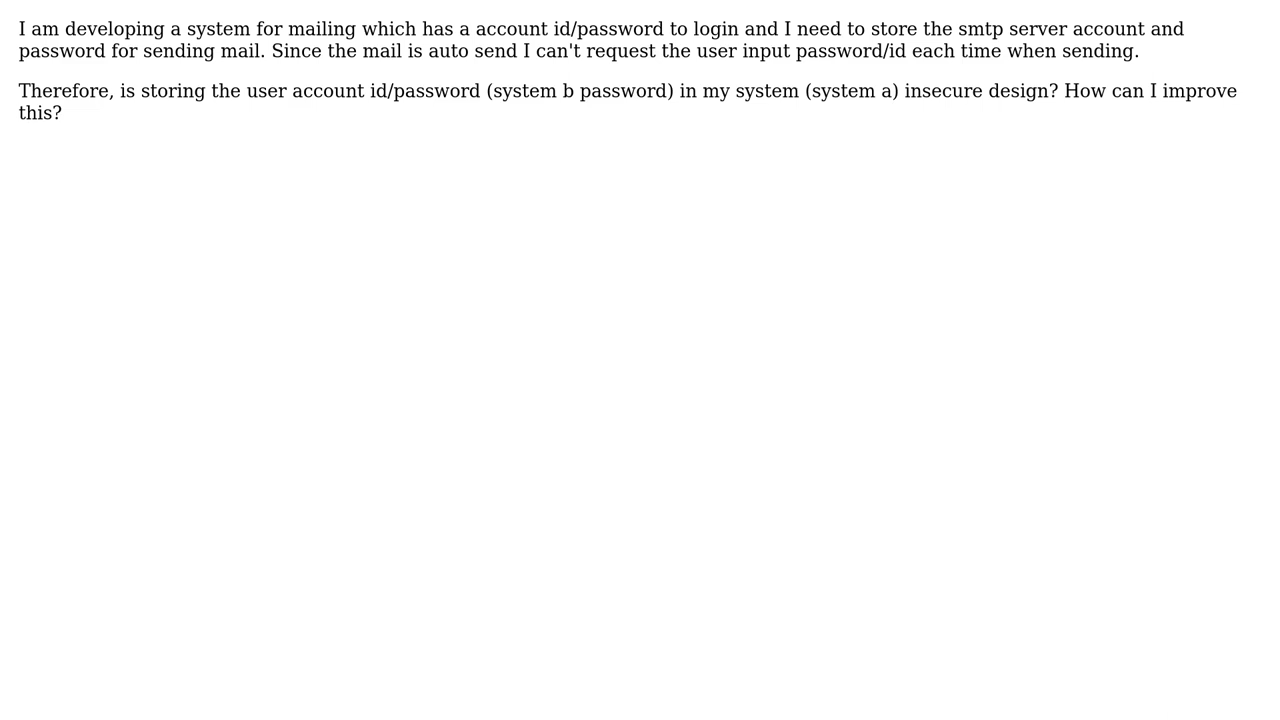 I am developing a system for mailing which has a account id/password to login and I need to store the smtp server account and
password for sending mail. Since the mail is auto send I can't request the user input password/id each time when sending.
Therefore, is storing the user account id/password (system b password) in my system (system a) insecure design? How can I improve
this?